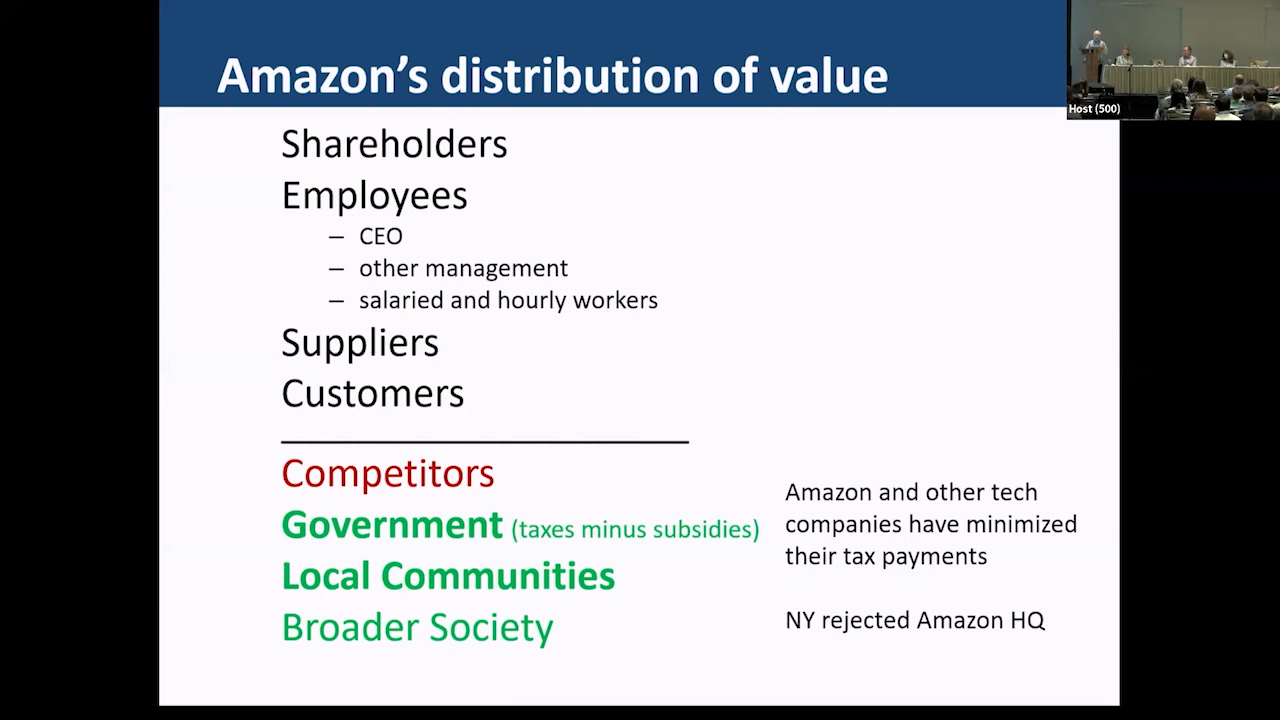 Amazon's distribution of value
Host (500)
Shareholders
Employees
– CEO
– other management
– salaried and hourly workers
Suppliers
Customers
Competitors
Government (taxes minus subsidies)
Local Communities
Broader Society
Amazon and other tech
companies have minimized
their tax payments
NY rejected Amazon HQ